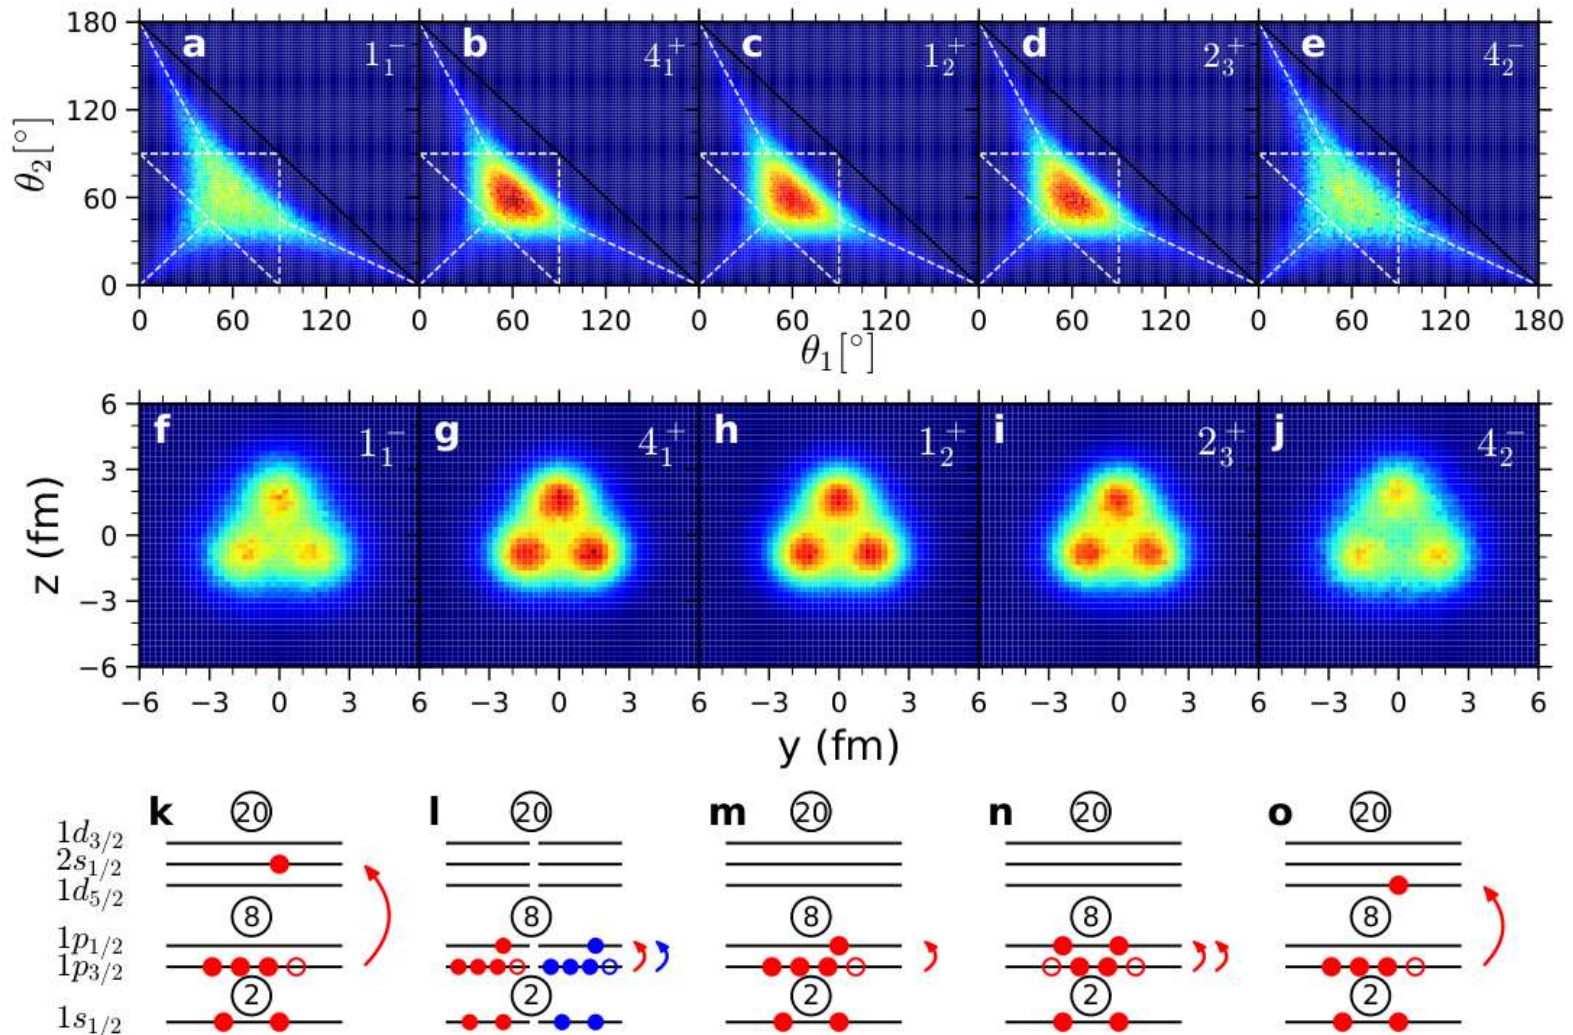 a 1₁⁻ b 4₁⁺ c 1₂⁺ d 2₃⁺ e 4₂⁻
180
120
60
0
θ₂[°]
0 60 120 0 60 120 0 60 120 0 60 120 0 60 120 180
θ₁[°]
f 1₁⁻ g 4₁⁺ h 1₂⁺ i 2₃⁺ j 4₂⁻
6
3
0
−3
−6
z (fm)
−6 −3 0 3 6 −3 0 3 6 −3 0 3 6 −3 0 3 6 −3 0 3 6
y (fm)
k 20 l 20 m 20 n 20 o 20
1d₃/₂
2s₁/₂
1d₅/₂
8 8 8 8 8
1p₁/₂
1p₃/₂
2 2 2 2 2
1s₁/₂